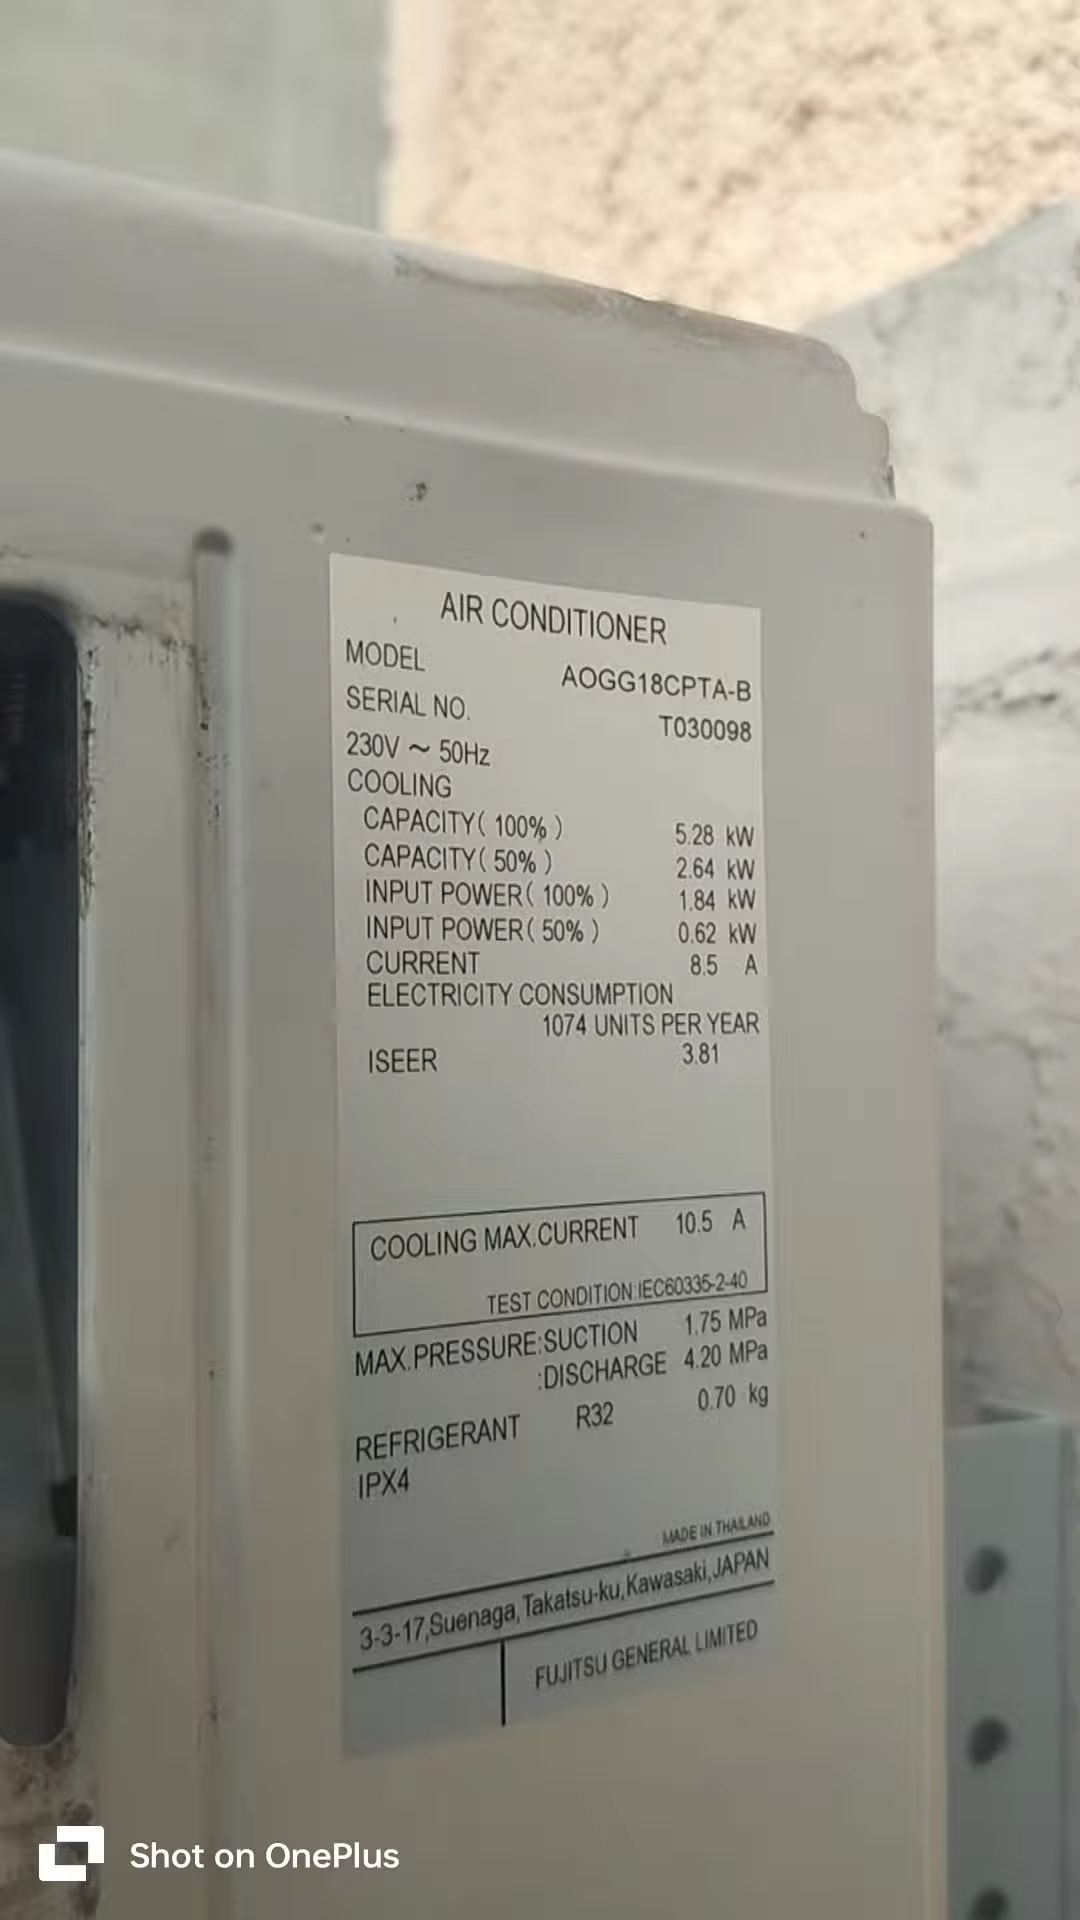 AIR CONDITIONER
MODEL AOGG18CPTA-B
SERIAL NO. T030098
230V ~ 50Hz
COOLING
CAPACITY( 100% ) 5.28 kW
CAPACITY( 50% ) 2.64 kW
INPUT POWER( 100% ) 1.84 kW
INPUT POWER( 50% ) 0.62 kW
CURRENT 8.5 A
ELECTRICITY CONSUMPTION
1074 UNITS PER YEAR
ISEER 3.81
COOLING MAX.CURRENT 10.5 A
TEST CONDITION:IEC60335-2-40
MAX.PRESSURE:SUCTION 1.75 MPa
:DISCHARGE 4.20 MPa
REFRIGERANT R32 0.70 kg
IPX4
MADE IN THAILAND
3-3-17,Suenaga,Takatsu-ku,Kawasaki,JAPAN
FUJITSU GENERAL LIMITED
Shot on OnePlus